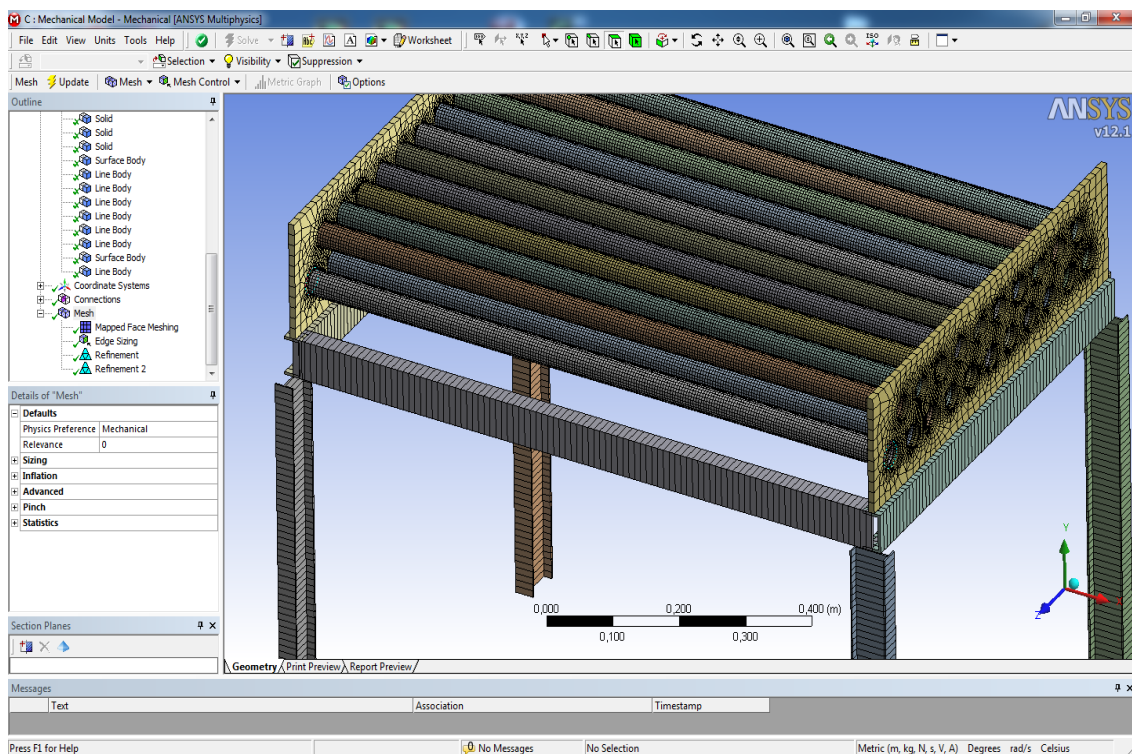 C : Mechanical Model - Mechanical [ANSYS Multiphysics]
File Edit View Units Tools Help Solve Worksheet
Selection Visibility Suppression
Mesh Update Mesh Mesh Control Metric Graph Options
Outline
Solid
Solid
Solid
Surface Body
Line Body
Line Body
Line Body
Line Body
Line Body
Line Body
Surface Body
Line Body
Coordinate Systems
Connections
Mesh
Mapped Face Meshing
Edge Sizing
Refinement
Refinement 2
Details of "Mesh"
Defaults
Physics Preference Mechanical
Relevance 0
Sizing
Inflation
Advanced
Pinch
Statistics
Section Planes
ANSYS
v12.1
Y
Z
0,000 0,200 0,400 (m)
0,100 0,300
Geometry Print Preview Report Preview
Messages
Text Association Timestamp
Press F1 for Help 0 No Messages No Selection Metric (m, kg, N, s, V, A) Degrees rad/s Celsius